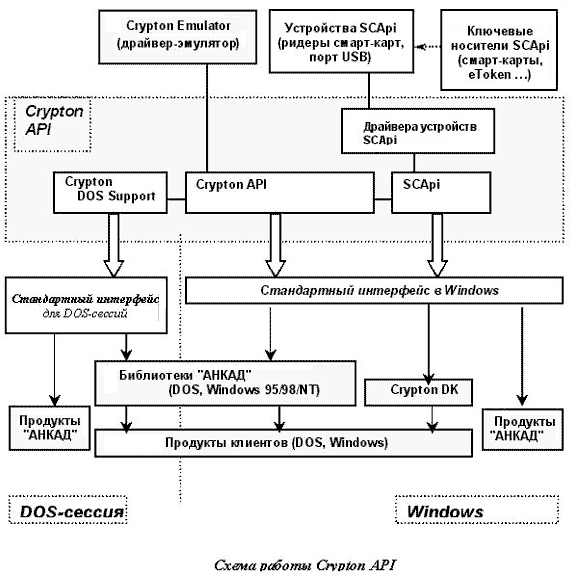 Crypton Emulator
(драйвер-эмулятор)
Устройства SCApi
(ридеры смарт-карт,
порт USB)
Ключевые
носители SCApi
(смарт-карты,
eToken ...)
Crypton
API
Драйвера устройств
SCApi
Crypton
DOS Support
Crypton API
SCApi
Стандартный интерфейс
для DOS-сессий
Стандартный интерфейс в Windows
Библиотеки "АНКАД"
(DOS, Windows 95/98/NT)
Crypton DK
Продукты
"АНКАД"
Продукты
"АНКАД"
Продукты клиентов (DOS, Windows)
DOS-сессия
Windows
Схема работы Crypton API